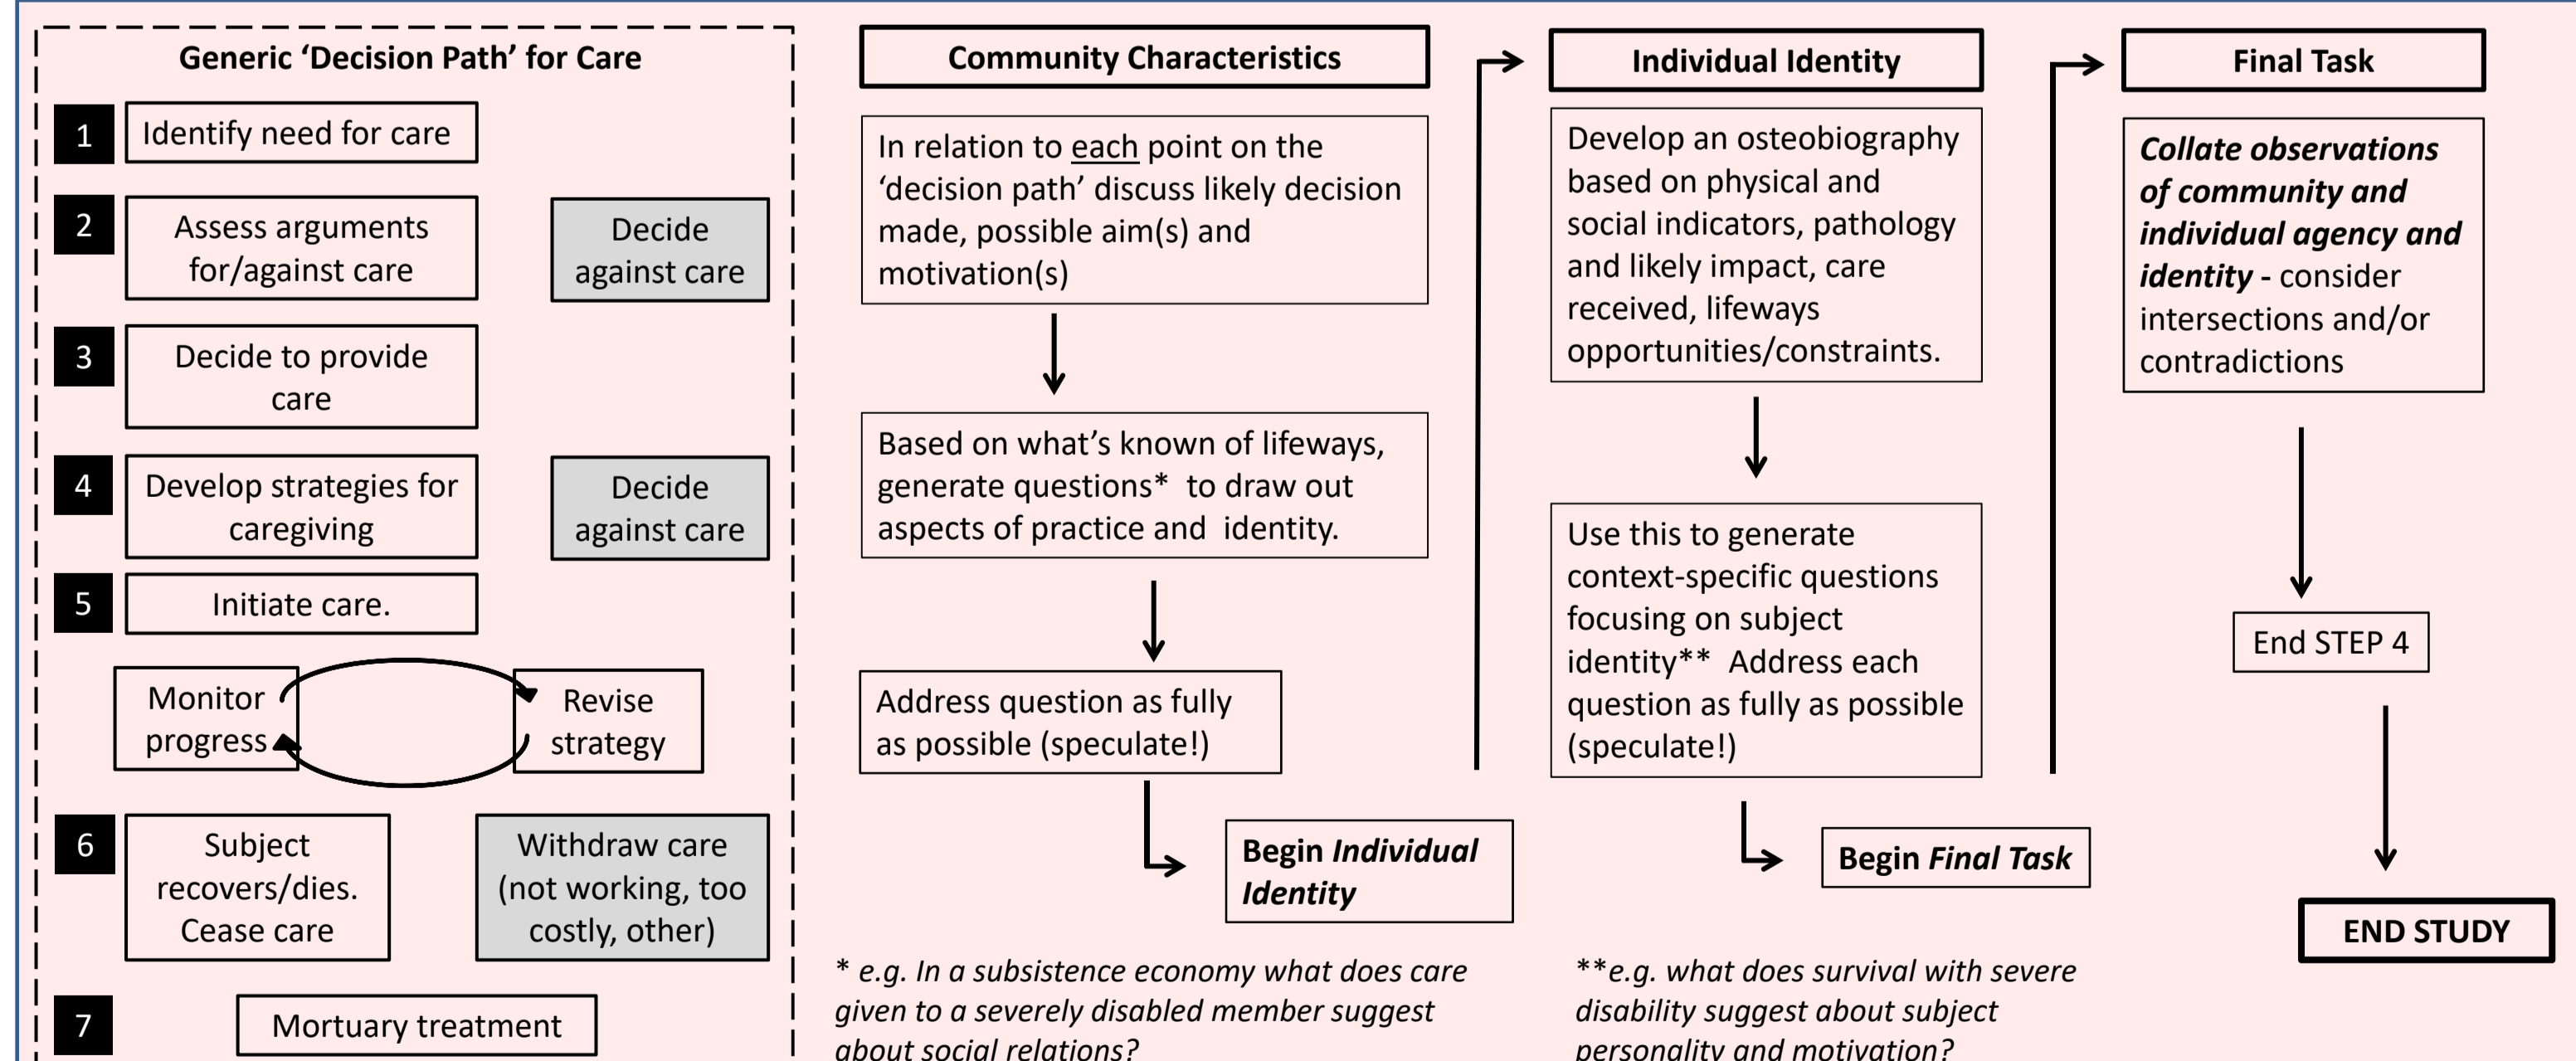 Generic ‘Decision Path’ for Care
1
Identify need for care
2
Assess arguments
for/against care
Decide
against care
3
Decide to provide
care
4
Develop strategies for
caregiving
Decide
against care
5
Initiate care.
Monitor
progress
Revise
strategy
6
Subject
recovers/dies.
Cease care
Withdraw care
(not working, too
costly, other)
7
Mortuary treatment
Community Characteristics
In relation to each point on the
‘decision path’ discuss likely decision
made, possible aim(s) and
motivation(s)
Based on what’s known of lifeways,
generate questions* to draw out
aspects of practice and identity.
Address question as fully
as possible (speculate!)
Begin Individual
Identity
* e.g. In a subsistence economy what does care
given to a severely disabled member suggest
about social relations?
Individual Identity
Develop an osteobiography
based on physical and
social indicators, pathology
and likely impact, care
received, lifeways
opportunities/constraints.
Use this to generate
context-specific questions
focusing on subject
identity** Address each
question as fully as possible
(speculate!)
Begin Final Task
**e.g. what does survival with severe
disability suggest about subject
personality and motivation?
Final Task
Collate observations
of community and
individual agency and
identity - consider
intersections and/or
contradictions
End STEP 4
END STUDY